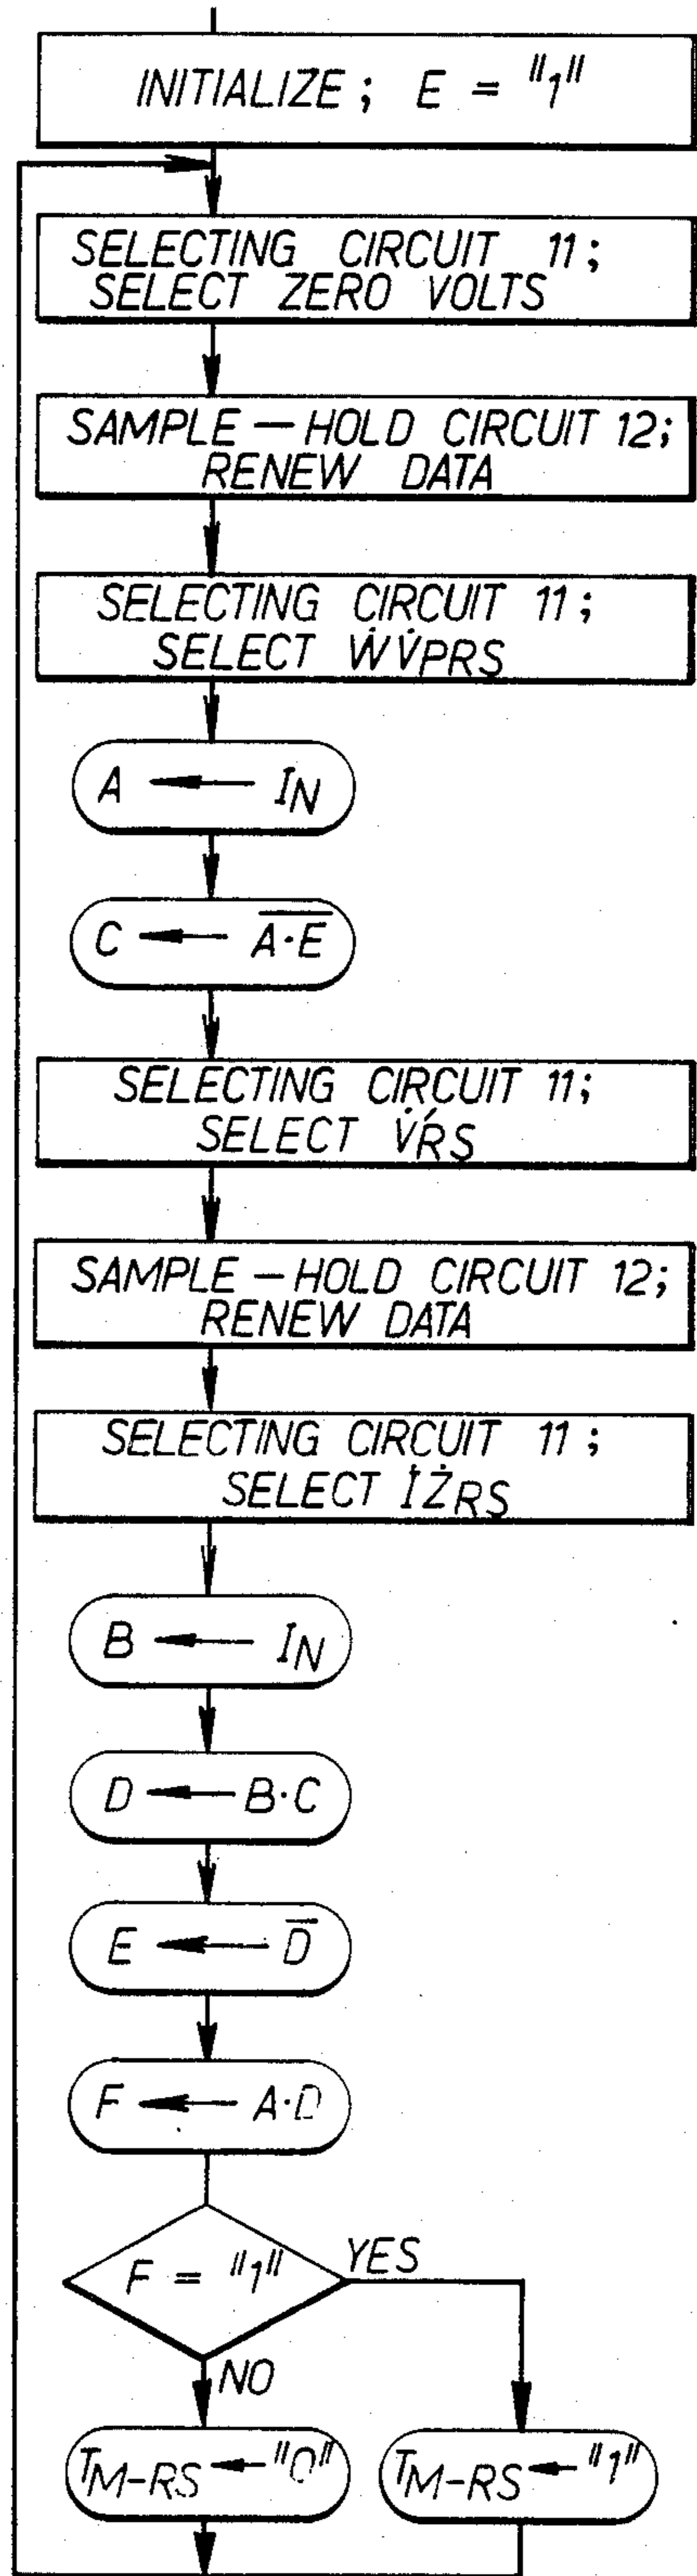 INITIALIZE; E = "1"
SELECTING CIRCUIT 11;
SELECT ZERO VOLTS
SAMPLE — HOLD CIRCUIT 12;
RENEW DATA
SELECTING CIRCUIT 11;
SELECT ẆV̇PRS
A ← IN
C ← A̅·̅E̅
SELECTING CIRCUIT 11;
SELECT V̇′RS
SAMPLE — HOLD CIRCUIT 12;
RENEW DATA
SELECTING CIRCUIT 11;
SELECT İŻRS
B ← IN
D ← B·C
E ← D̅
F ← A·D
F = "1"
YES
NO
TM-RS ← "0"
TM-RS ← "1"